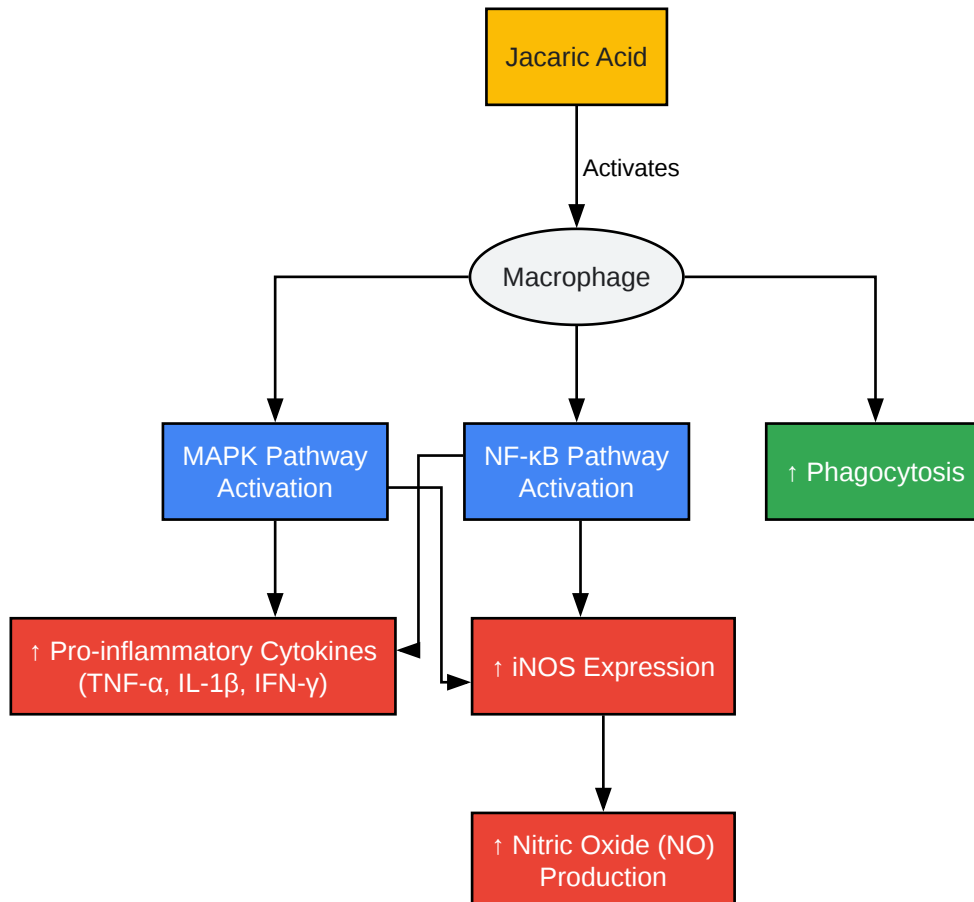 Jacaric Acid
Activates
Macrophage
MAPK Pathway
Activation
NF-κB Pathway
Activation
↑ Phagocytosis
↑ Pro-inflammatory Cytokines
(TNF-α, IL-1β, IFN-γ)
↑ iNOS Expression
↑ Nitric Oxide (NO)
Production